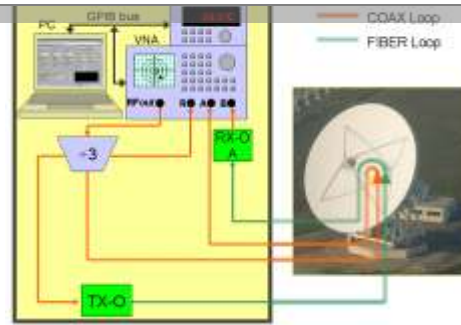 GPIB bus
PC
VNA
COAX Loop
FIBER Loop
RFout R A B
RX-O
A
÷3
TX-O